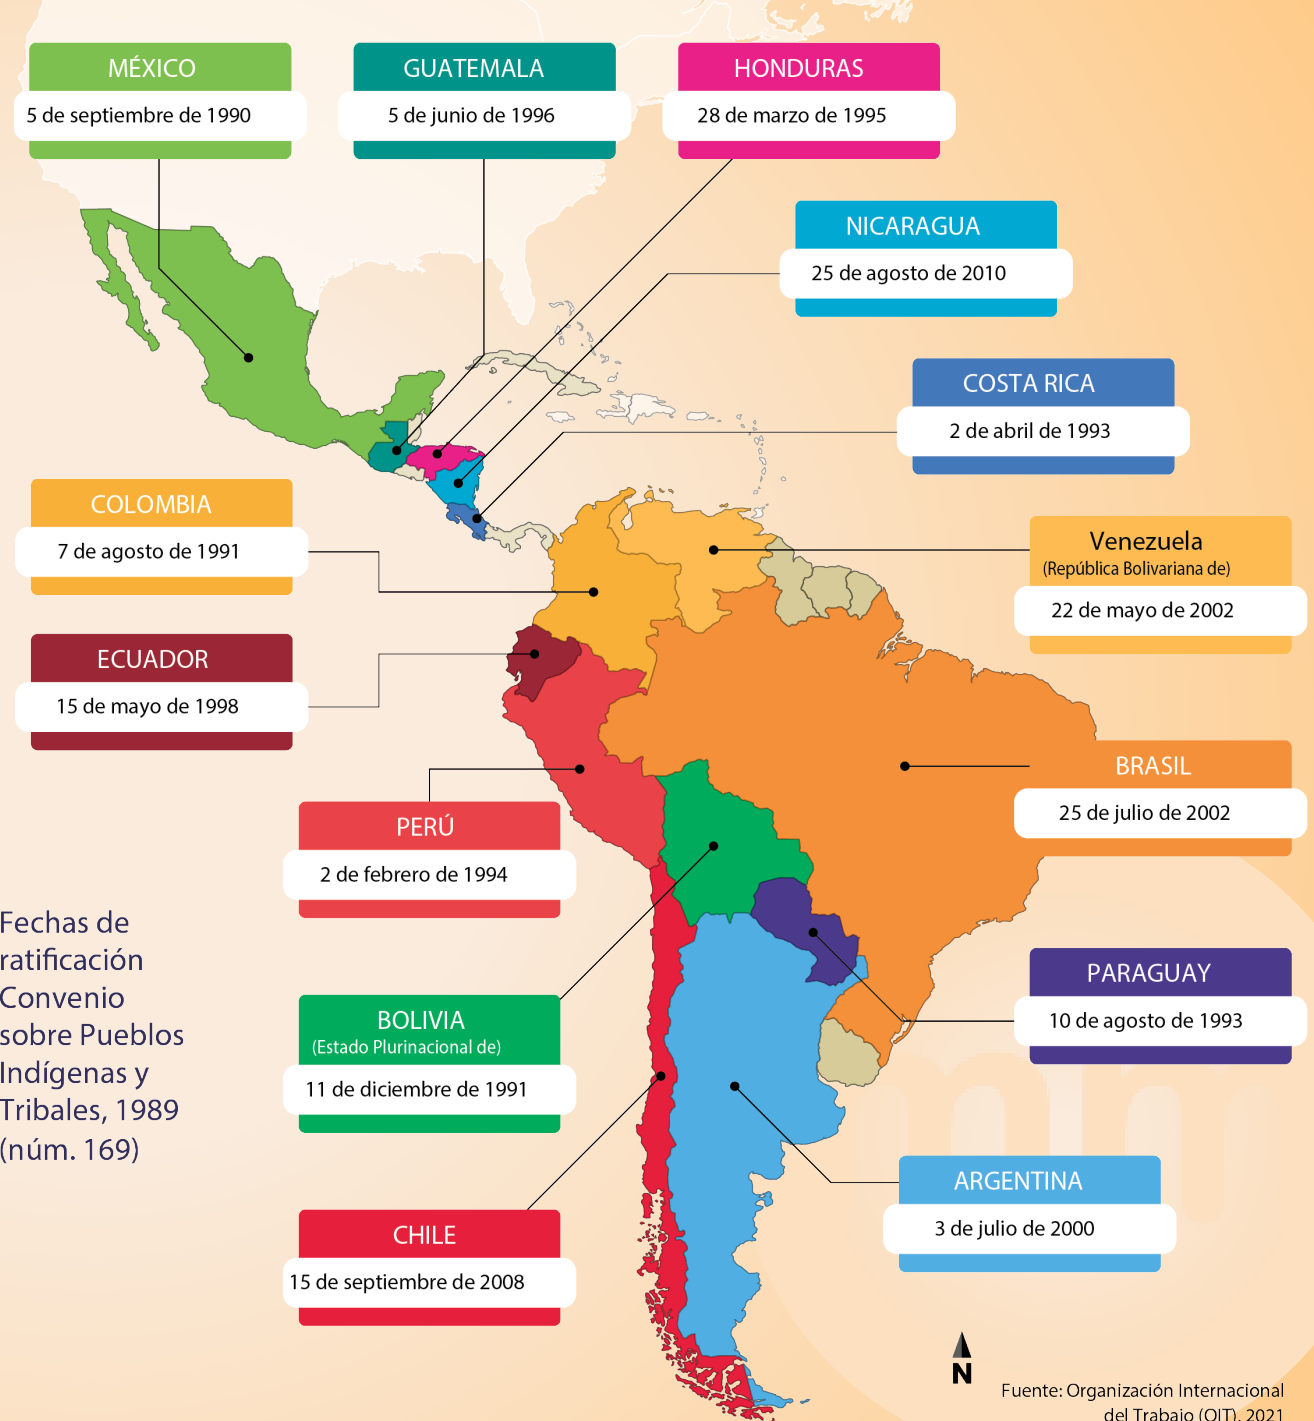 MÉXICO
5 de septiembre de 1990
GUATEMALA
5 de junio de 1996
HONDURAS
28 de marzo de 1995
NICARAGUA
25 de agosto de 2010
COSTA RICA
2 de abril de 1993
COLOMBIA
7 de agosto de 1991
Venezuela
(República Bolivariana de)
22 de mayo de 2002
ECUADOR
15 de mayo de 1998
BRASIL
25 de julio de 2002
PERÚ
2 de febrero de 1994
Fechas de
ratificación
Convenio
sobre Pueblos
Indígenas y
Tribales, 1989
(núm. 169)
PARAGUAY
10 de agosto de 1993
BOLIVIA
(Estado Plurinacional de)
11 de diciembre de 1991
ARGENTINA
3 de julio de 2000
CHILE
15 de septiembre de 2008
N
Fuente: Organización Internacional
del Trabajo (OIT), 2021